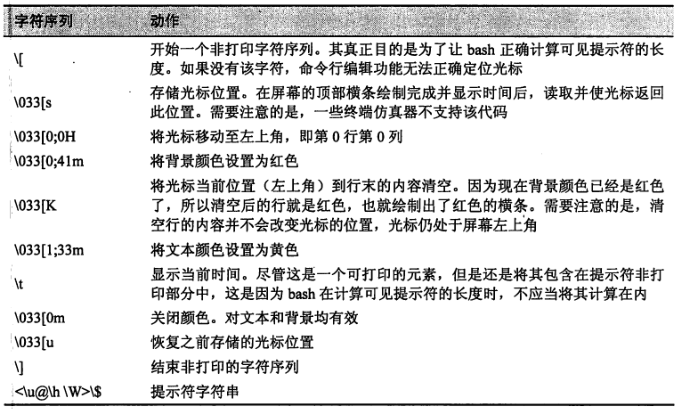 字符序列 动作
\[ 开始一个非打印字符序列。其真正目的是为了让 bash 正确计算可见提示符的长
度。如果没有该字符，命令行编辑功能无法正确定位光标
\033[s 存储光标位置。在屏幕的顶部横条绘制完成并显示时间后，读取并使光标返回
此位置。需要注意的是，一些终端仿真器不支持该代码
\033[0;0H 将光标移动至左上角，即第 0 行第 0 列
\033[0;41m 将背景颜色设置为红色
将光标当前位置（左上角）到行末的内容清空。因为现在背景颜色已经是红色
\033[K 了，所以清空后的行就是红色，也就绘制出了红色的横条。需要注意的是，清
空行的内容并不会改变光标的位置，光标仍处于屏幕左上角
\033[1;33m 将文本颜色设置为黄色
\t 显示当前时间。尽管这是一个可打印的元素，但是还是将其包含在提示符非打
印部分中，这是因为 bash 在计算可见提示符的长度时，不应当将其计算在内
\033[0m 关闭颜色。对文本和背景均有效
\033[u 恢复之前存储的光标位置
\] 结束非打印的字符序列
<\u@\h \W>\$ 提示符字符串